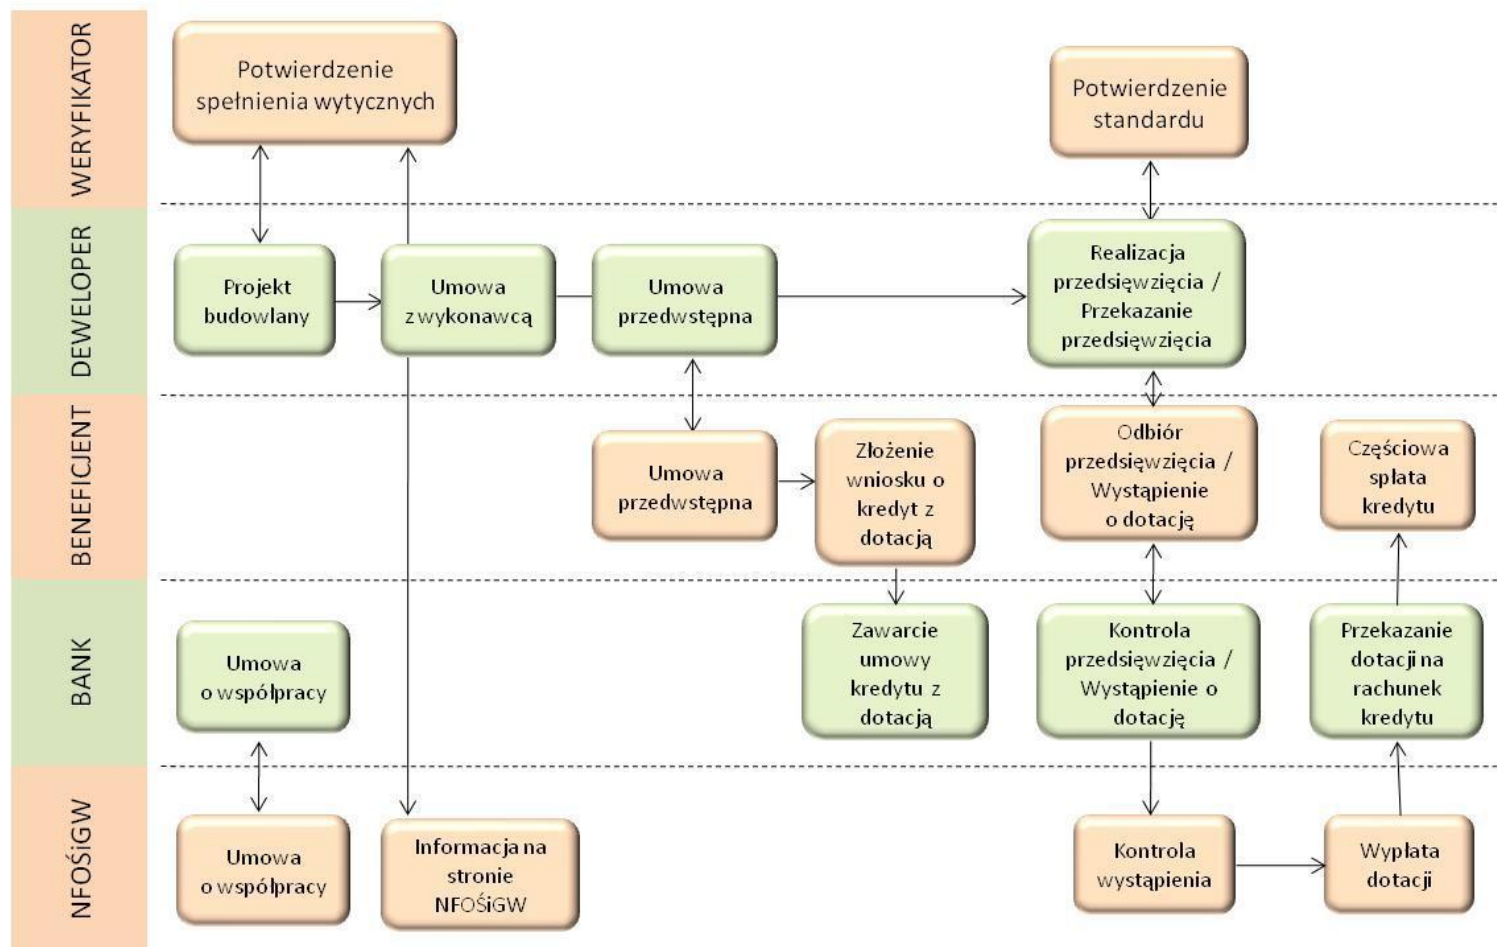 WERYFIKATOR
Potwierdzenie
spełnienia wytycznych
Potwierdzenie
standardu
DEWELOPER
Projekt
budowlany
Umowa
z wykonawcą
Umowa
przedwstępna
Realizacja
przedsięwzięcia /
Przekazanie
przedsięwzięcia
BENEFICJENT
Umowa
przedwstępna
Złożenie
wniosku o
kredyt z
dotacją
Odbiór
przedsięwzięcia /
Wystąpienie
o dotację
Częściowa
spłata
kredytu
BANK
Umowa
o współpracy
Zawarcie
umowy
kredytu z
dotacją
Kontrola
przedsięwzięcia /
Wystąpienie o
dotację
Przekazanie
dotacji na
rachunek
kredytu
NFOŚiGW
Umowa
o współpracy
Informacja na
stronie
NFOŚiGW
Kontrola
wystąpienia
Wypłata
dotacji